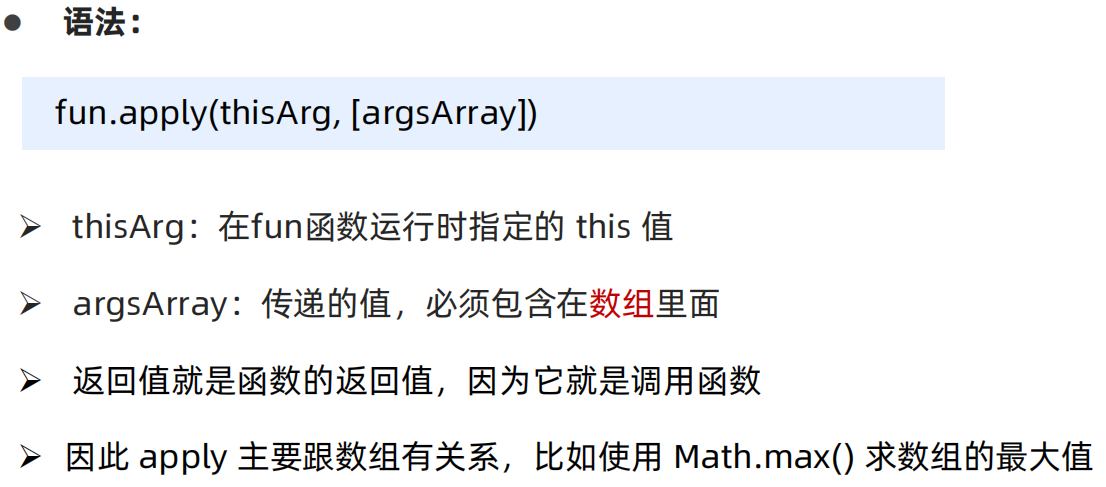 ● 语法：
fun.apply(thisArg, [argsArray])
➢ thisArg：在fun函数运行时指定的 this 值
➢ argsArray：传递的值，必须包含在数组里面
➢ 返回值就是函数的返回值，因为它就是调用函数
➢ 因此 apply 主要跟数组有关系，比如使用 Math.max() 求数组的最大值